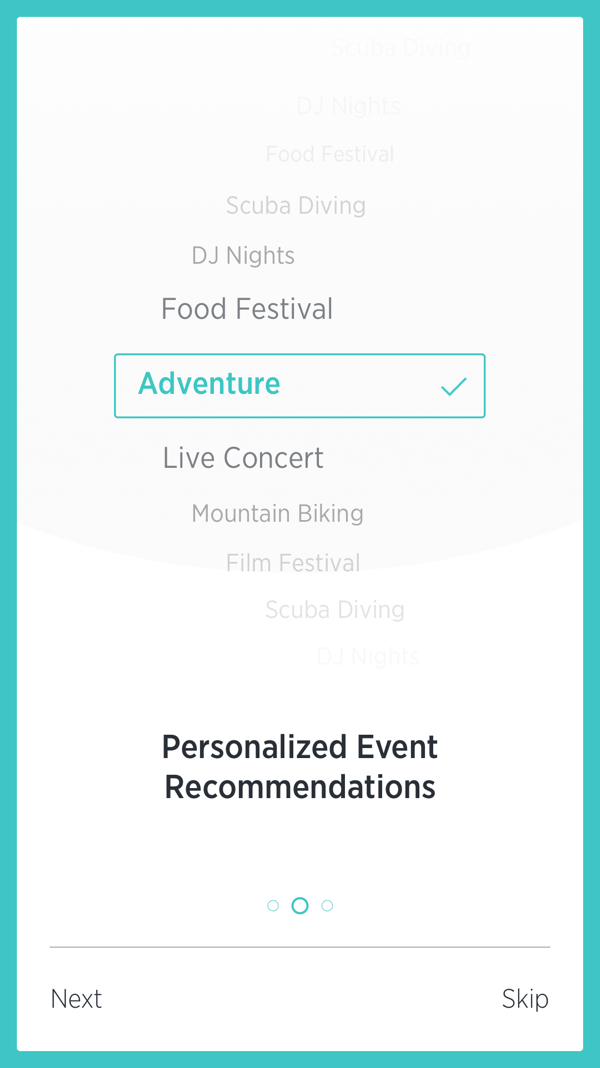 Scuba Diving
DJ Nights
Food Festival
Scuba Diving
DJ Nights
Food Festival
Adventure
Live Concert
Mountain Biking
Film Festival
Scuba Diving
DJ Nights
Personalized Event
Recommendations
Next
Skip